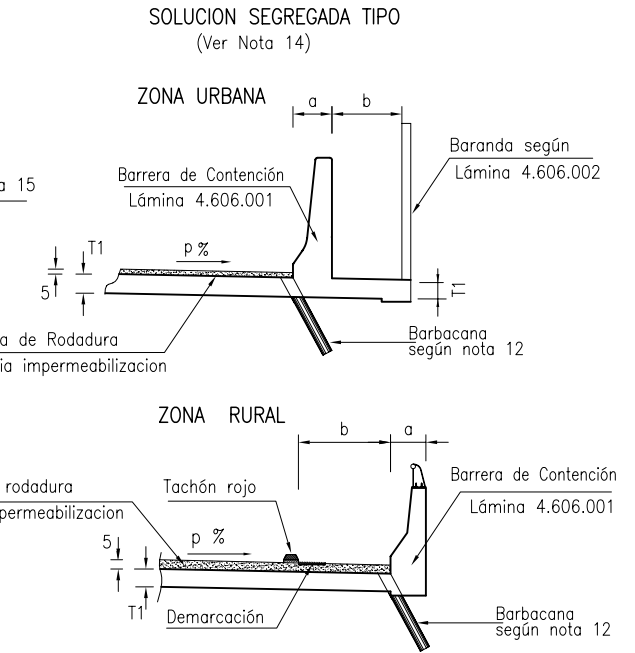 SOLUCION SEGREGADA TIPO
(Ver Nota 14)
ZONA URBANA
a
b
Baranda según
Lámina 4.606.002
Barrera de Contención
Lámina 4.606.001
a 15
T1
p %
5
T1
a de Rodadura
ia impermeabilizacion
Barbacana
según nota 12
ZONA RURAL
b
a
rodadura
permeabilizacion
Tachón rojo
Barrera de Contención
Lámina 4.606.001
5
p %
T1
Demarcación
Barbacana
según nota 12